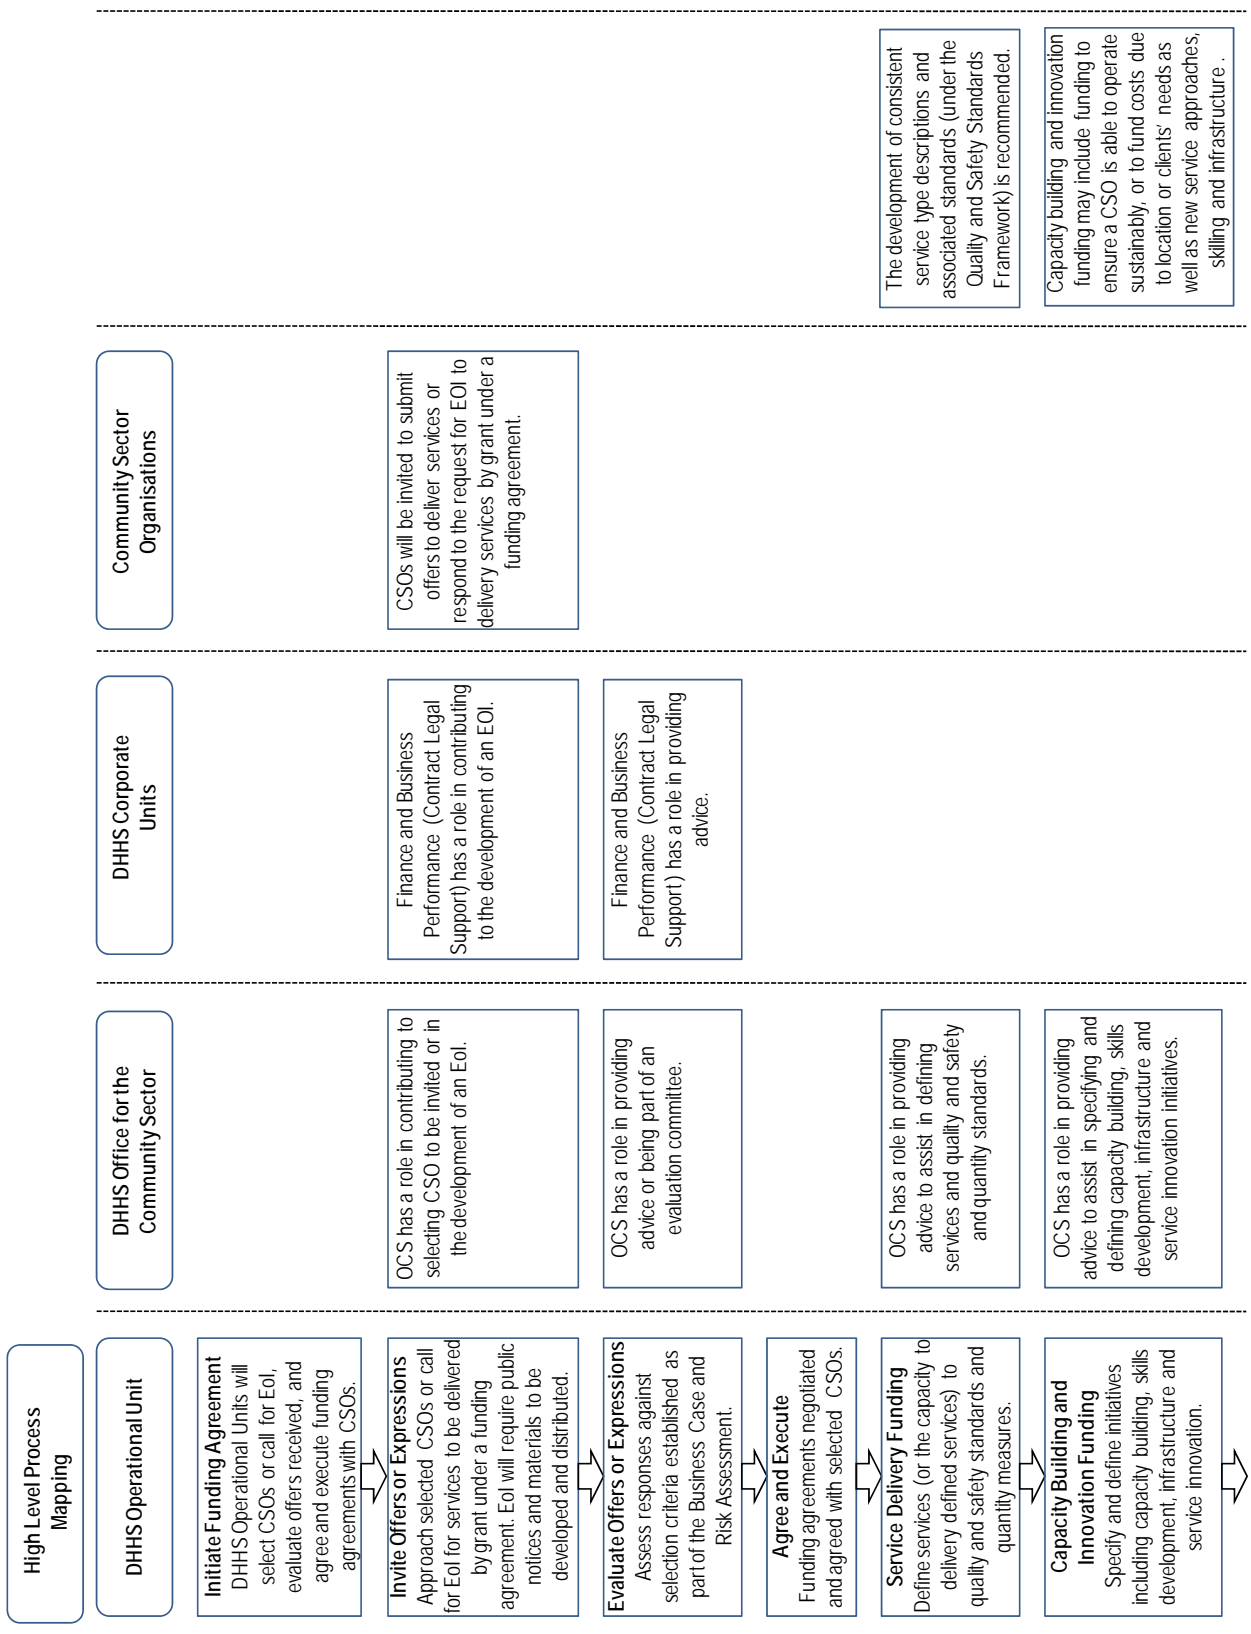 High Level Process
Mapping
DHHS Operational Unit
DHHS Office for the
Community Sector
DHHS Corporate
Units
Community Sector
Organisations
Initiate Funding Agreement
DHHS Operational Units will
select CSOs or call for EoI,
evaluate offers received, and
agree and execute funding
agreements with CSOs.
Invite Offers or Expressions
Approach selected CSOs or call
for EoI for services to be delivered
by grant under a funding
agreement. EoI will require public
notices and materials to be
developed and distributed.
OCS has a role in contributing to
selecting CSO to be invited or in
the development of an EoI.
Finance and Business
Performance (Contract Legal
Support) has a role in contributing
to the development of an EOI.
CSOs will be invited to submit
offers to deliver services or
respond to the request for EOI to
delivery services by grant under a
funding agreement.
Evaluate Offers or Expressions
Assess responses against
selection criteria established as
part of the Business Case and
Risk Assessment.
OCS has a role in providing
advice or being part of an
evaluation committee.
Finance and Business
Performance (Contract Legal
Support) has a role in providing
advice.
Agree and Execute
Funding agreements negotiated
and agreed with selected CSOs.
Service Delivery Funding
Define services (or the capacity to
delivery defined services) to
quality and safety standards and
quantity measures.
OCS has a role in providing
advice to assist in defining
services and quality and safety
and quantity standards.
The development of consistent
service type descriptions and
associated standards (under the
Quality and Safety Standards
Framework) is recommended.
Capacity Building and
Innovation Funding
Specify and define initiatives
including capacity building, skills
development, infrastructure and
service innovation.
OCS has a role in providing
advice to assist in specifying and
defining capacity building, skills
development, infrastructure and
service innovation initiatives.
Capacity building and innovation
funding may include funding to
ensure a CSO is able to operate
sustainably, or to fund costs due
to location or clients' needs as
well as new service approaches,
skilling and infrastructure .